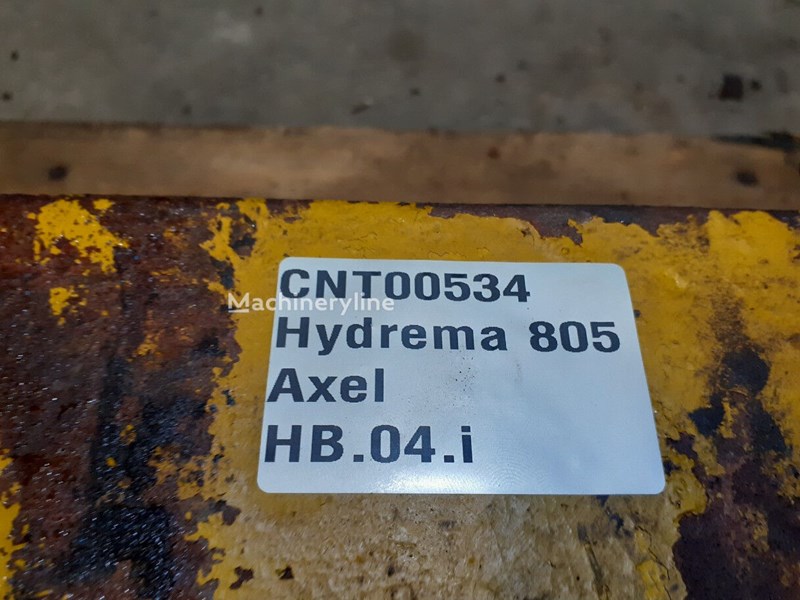 CNT00534
Machineryline
Hydrema 805
Axel
HB.04.i